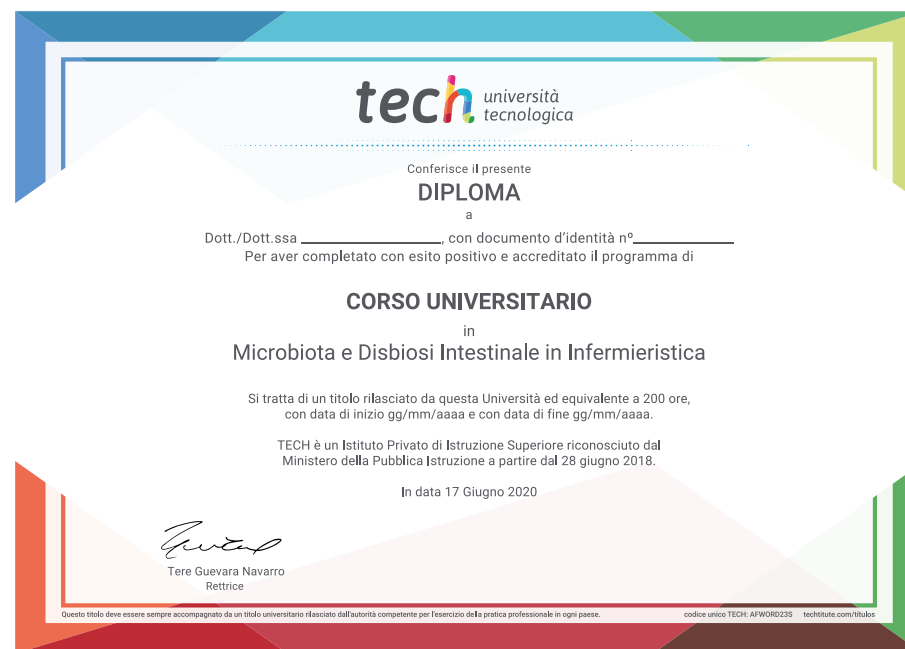 tech università
tecnologica
Conferisce il presente
DIPLOMA
a
Dott./Dott.ssa ____________________, con documento d'identità nº______________
Per aver completato con esito positivo e accreditato il programma di
CORSO UNIVERSITARIO
in
Microbiota e Disbiosi Intestinale in Infermieristica
Si tratta di un titolo rilasciato da questa Università ed equivalente a 200 ore,
con data di inizio gg/mm/aaaa e con data di fine gg/mm/aaaa.
TECH è un Istituto Privato di Istruzione Superiore riconosciuto dal
Ministero della Pubblica Istruzione a partire dal 28 giugno 2018.
In data 17 Giugno 2020
Tere Guevara Navarro
Rettrice
Questo titolo deve essere sempre accompagnato da un titolo universitario rilasciato dall'autorità competente per l'esercizio della pratica professionale in ogni paese.
codice unico TECH: AFWORD23S techtitute.com/títulos